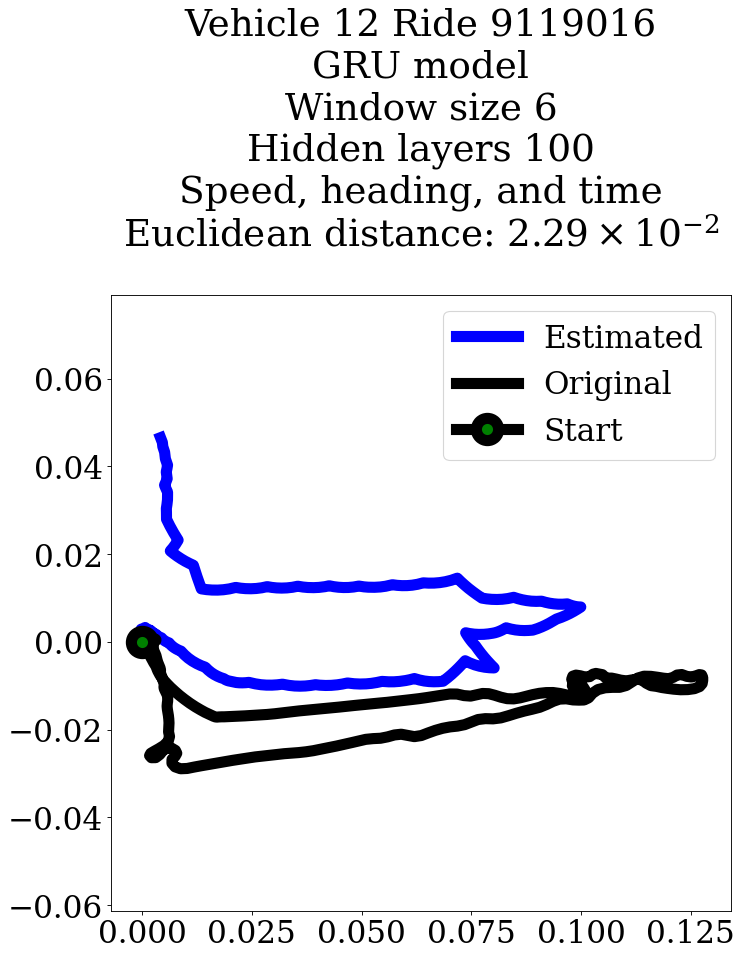 Vehicle 12 Ride 9119016
GRU model
Window size 6
Hidden layers 100
Speed, heading, and time
Euclidean distance: 2.29 × 10⁻²
Estimated
Original
Start
0.06
0.04
0.02
0.00
−0.02
−0.04
−0.06
0.000 0.025 0.050 0.075 0.100 0.125